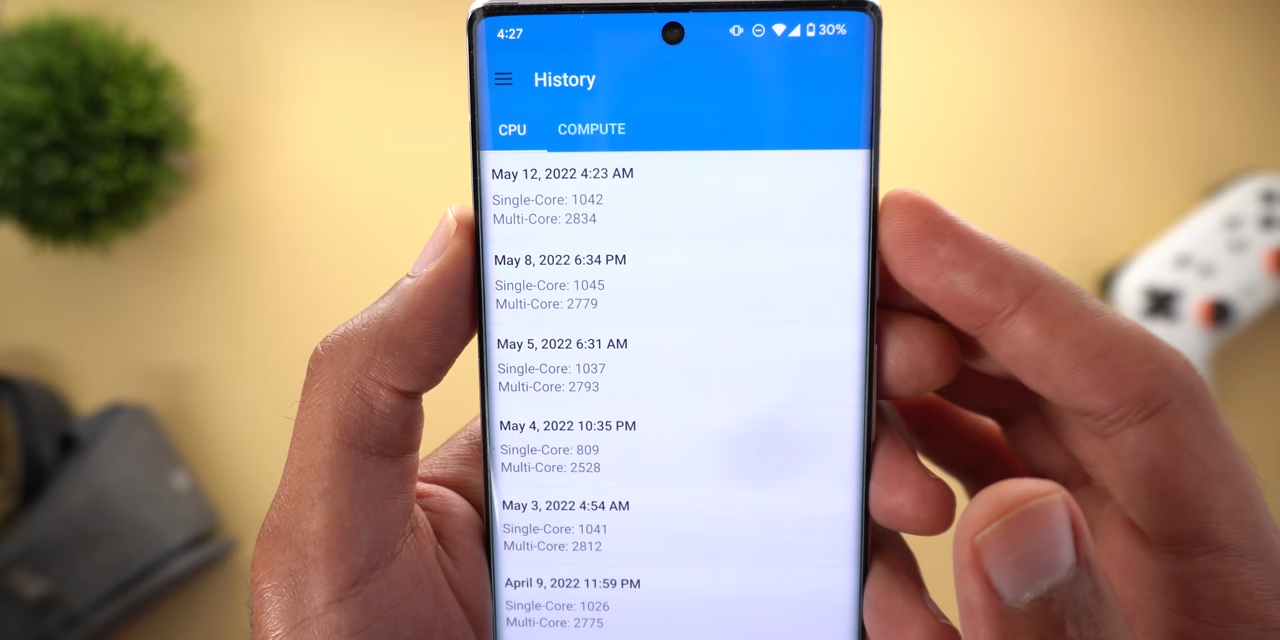 4:27 30%
History
CPU COMPUTE
May 12, 2022 4:23 AM
Single-Core: 1042
Multi-Core: 2834
May 8, 2022 6:34 PM
Single-Core: 1045
Multi-Core: 2779
May 5, 2022 6:31 AM
Single-Core: 1037
Multi-Core: 2793
May 4, 2022 10:35 PM
Single-Core: 809
Multi-Core: 2528
May 3, 2022 4:54 AM
Single-Core: 1041
Multi-Core: 2812
April 9, 2022 11:59 PM
Single-Core: 1026
Multi-Core: 2775